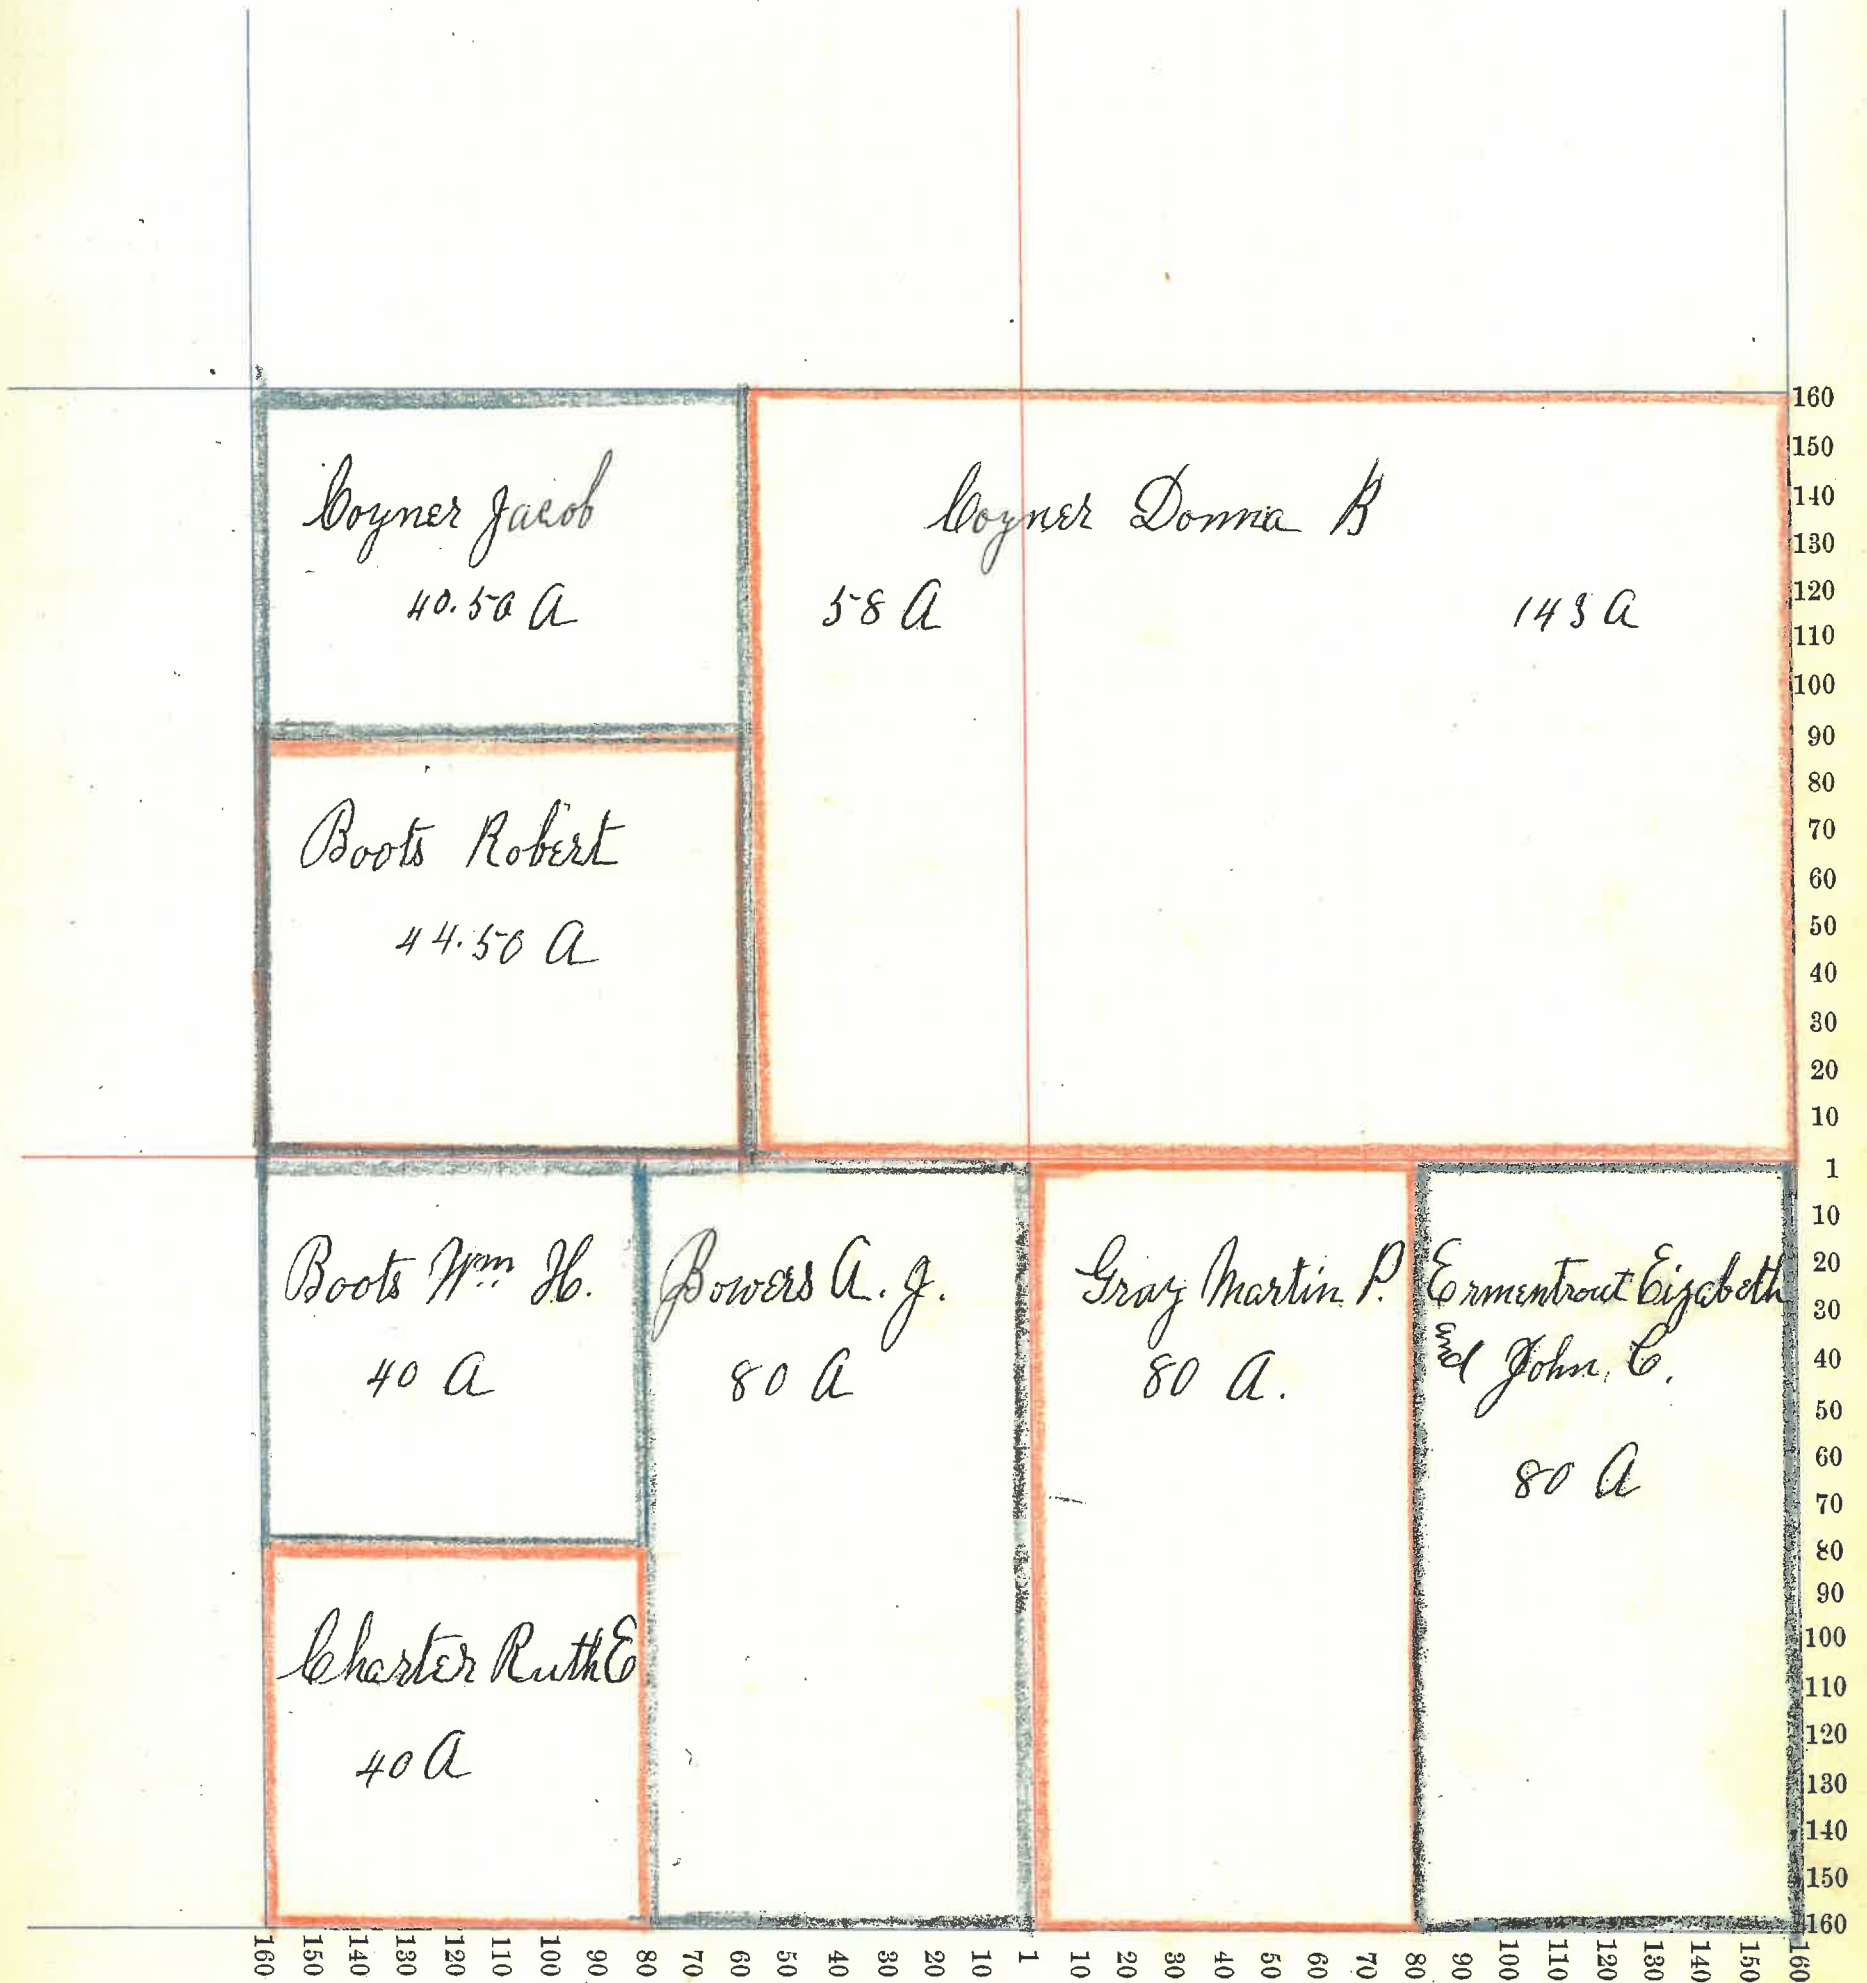 Coyner Jacob
40.50 A
Coyner Donna B
58 A
143 A
Boots Robert
44.50 A
Boots Wm H.
40 A
Bowers A. J.
80 A
Gray Martin P.
80 A.
Ermentrout Eizabeth
and John, C.
80 A
Charter Ruth E
40 A
160
150
140
130
120
110
100
90
80
70
60
50
40
30
20
10
1
10
20
30
40
50
60
70
80
90
100
110
120
130
140
150
160
160 150 140 130 120 110 100 90 80 70 60 50 40 30 20 10 1 10 20 30 40 50 60 70 80 90 100 110 120 130 140 150 160